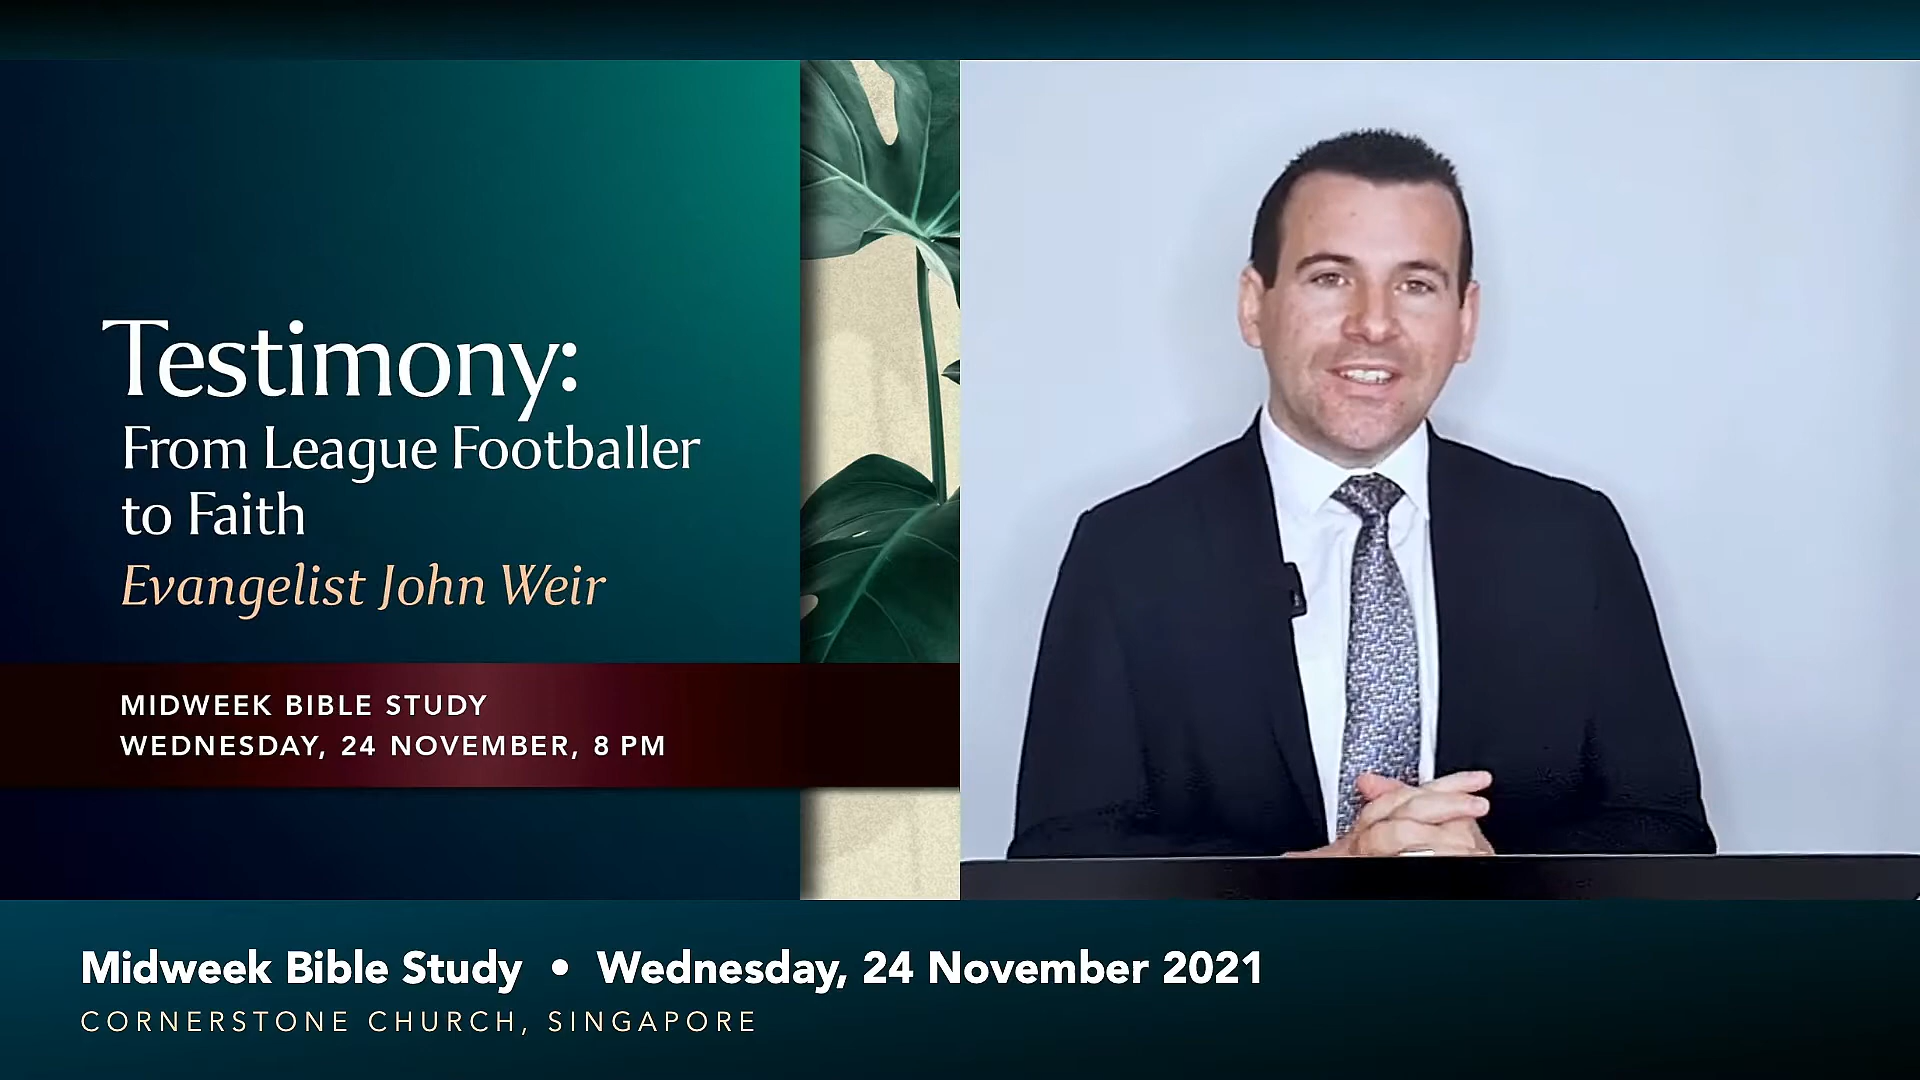 Testimony:
From League Footballer
to Faith
Evangelist John Weir
MIDWEEK BIBLE STUDY
WEDNESDAY, 24 NOVEMBER, 8 PM
Midweek Bible Study • Wednesday, 24 November 2021
CORNERSTONE CHURCH, SINGAPORE